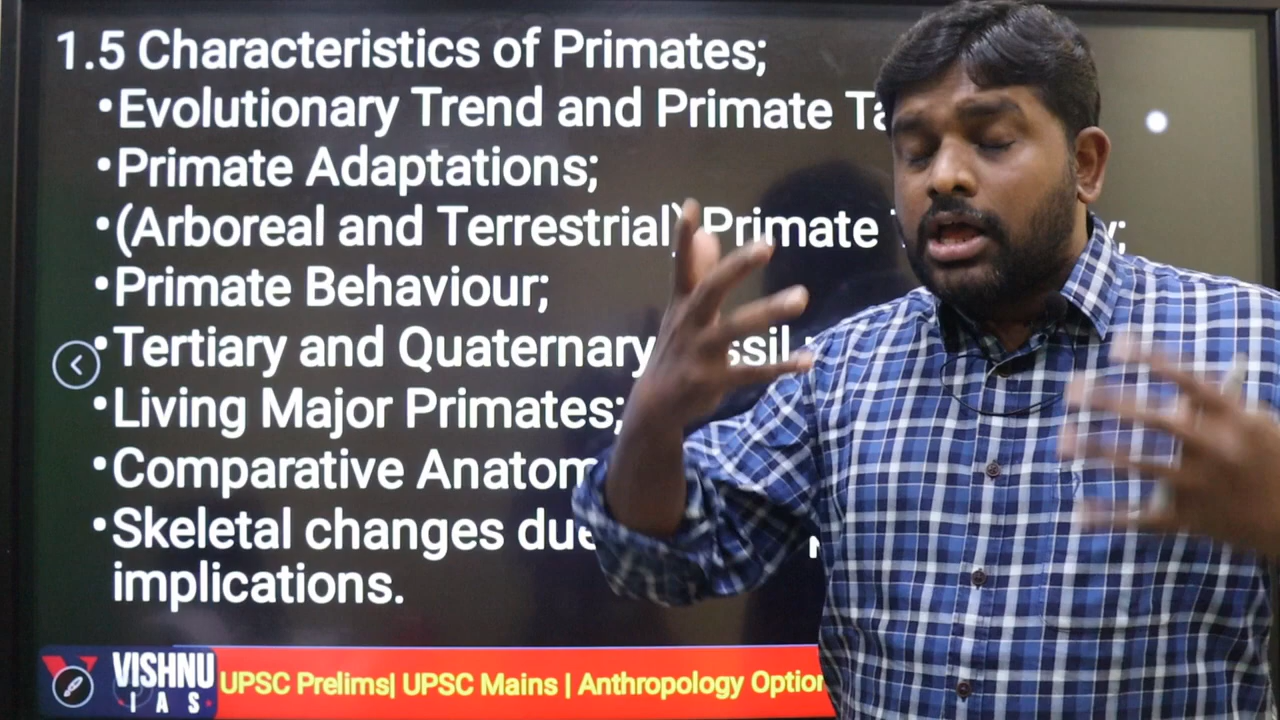 1.5 Characteristics of Primates;
•Evolutionary Trend and Primate Ta
•Primate Adaptations;
•(Arboreal and Terrestrial) Primate
•Primate Behaviour;
•Tertiary and Quaternary
•Living Major Primates;
•Comparative Anatom
•Skeletal changes due
implications.
VISHNU
IAS
UPSC Prelims| UPSC Mains | Anthropology Option